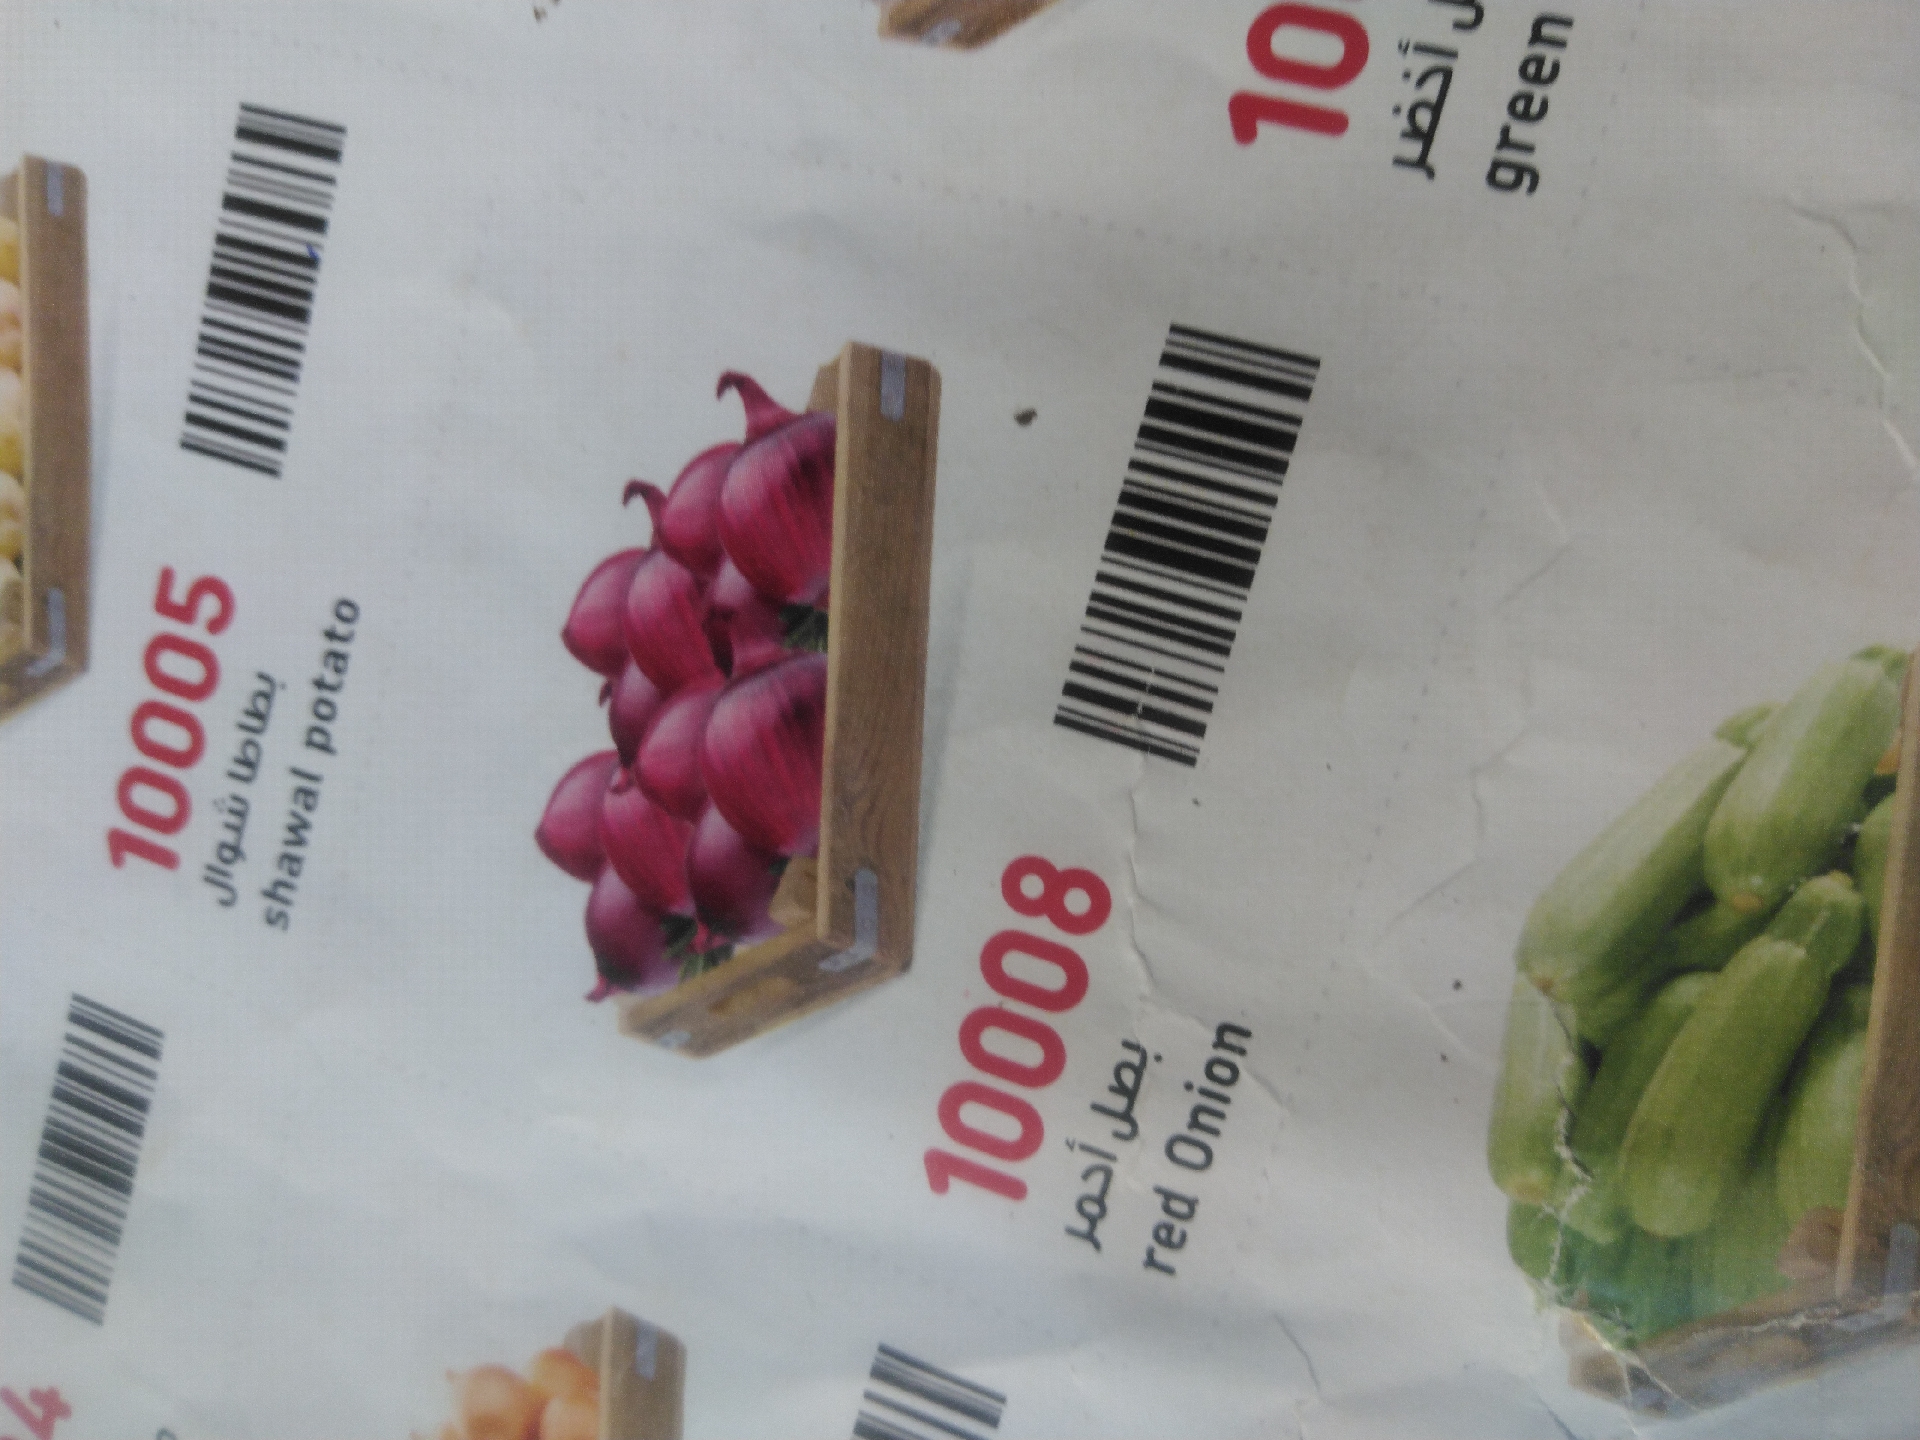 10005
بطاطا شوال
shawal potato
10008
بصل أحمر
red Onion
أخضر
green